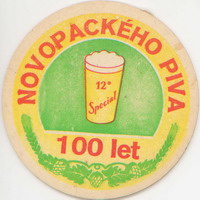 NOVOPACKÉHO PIVA
12°
Special
100 let